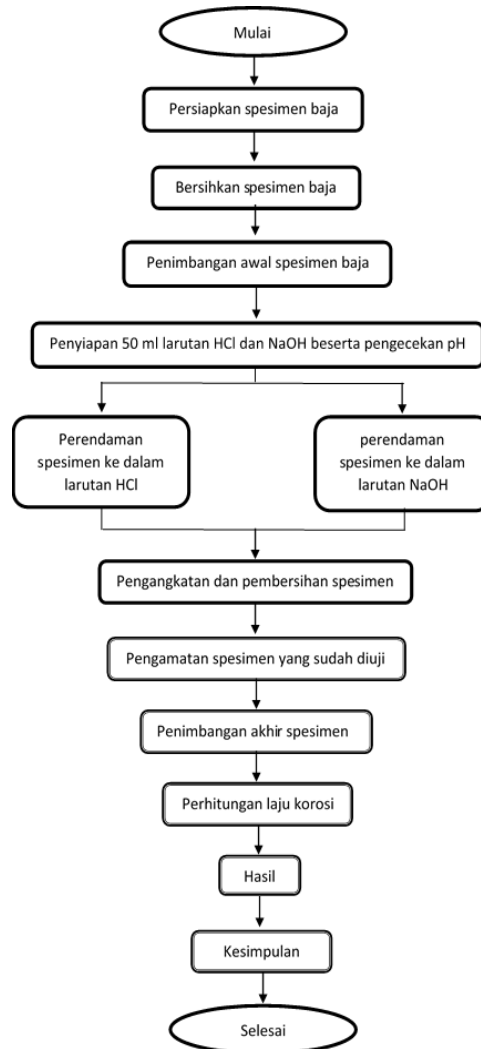 Mulai
Persiapkan spesimen baja
Bersihkan spesimen baja
Penimbangan awal spesimen baja
Penyiapan 50 ml larutan HCl dan NaOH beserta pengecekan pH
Perendaman
spesimen ke dalam
larutan HCl
perendaman
spesimen ke dalam
larutan NaOH
Pengangkatan dan pembersihan spesimen
Pengamatan spesimen yang sudah diuji
Penimbangan akhir spesimen
Perhitungan laju korosi
Hasil
Kesimpulan
Selesai